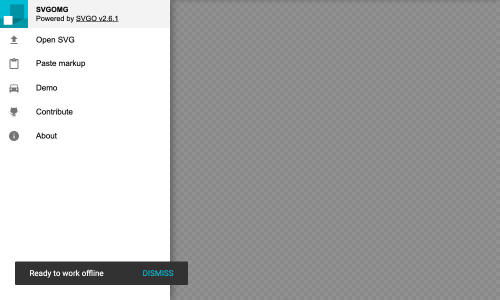 SVGOMG
Powered by SVGO v2.6.1
Open SVG
Paste markup
Demo
Contribute
About
Ready to work offline DISMISS